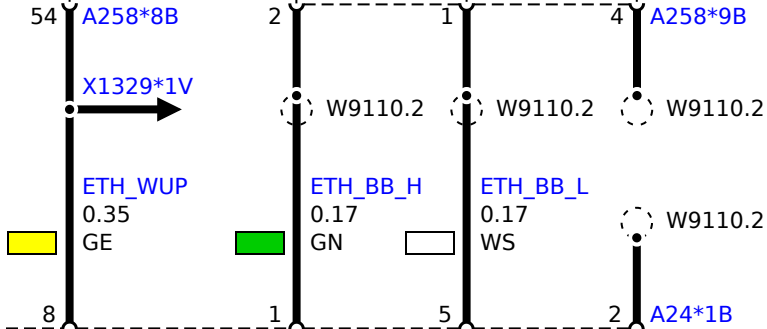 54 A258*8B 2 1 4 A258*9B
X1329*1V
W9110.2 W9110.2 W9110.2
ETH_WUP ETH_BB_H ETH_BB_L
0.35 0.17 0.17
W9110.2
GE GN WS
8 1 5 2 A24*1B